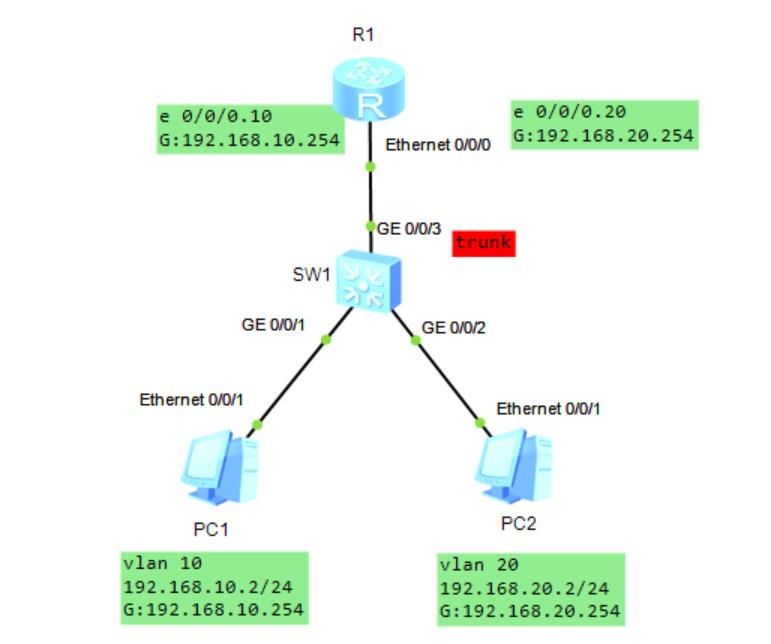 R1
e 0/0/0.10
G:192.168.10.254
R
e 0/0/0.20
G:192.168.20.254
Ethernet 0/0/0
GE 0/0/3
trunk
SW1
GE 0/0/1
GE 0/0/2
Ethernet 0/0/1
Ethernet 0/0/1
PC1
PC2
vlan 10
192.168.10.2/24
G:192.168.10.254
vlan 20
192.168.20.2/24
G:192.168.20.254